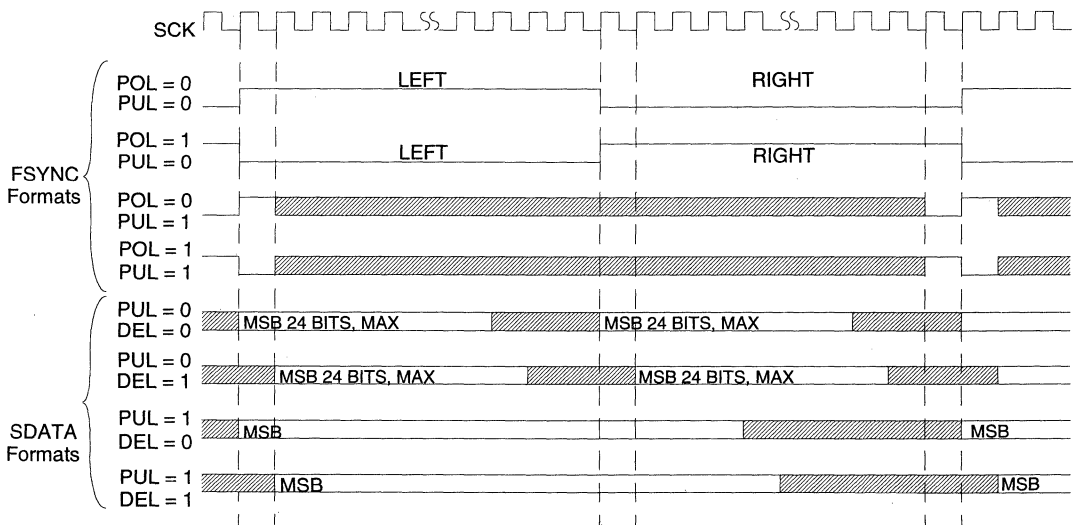 SCK
POL = 0
PUL = 0
LEFT
RIGHT
POL = 1
PUL = 0
LEFT
RIGHT
FSYNC
Formats
POL = 0
PUL = 1
POL = 1
PUL = 1
PUL = 0
DEL = 0
MSB 24 BITS, MAX
MSB 24 BITS, MAX
PUL = 0
DEL = 1
MSB 24 BITS, MAX
MSB 24 BITS, MAX
SDATA
Formats
PUL = 1
DEL = 0
MSB
MSB
PUL = 1
DEL = 1
MSB
MSB